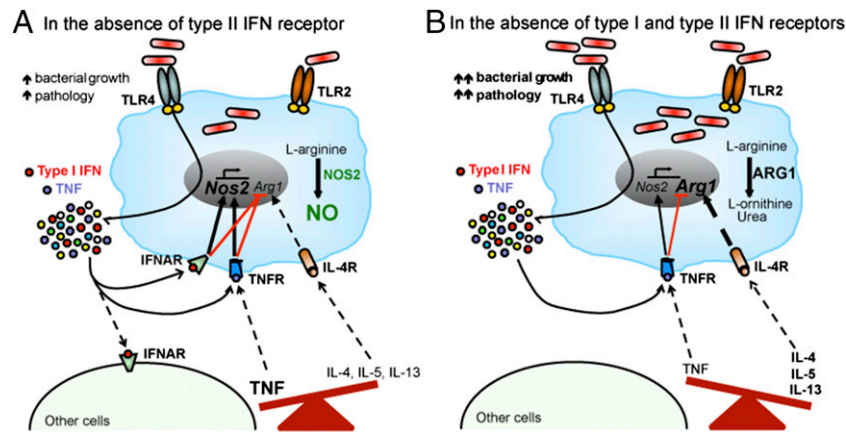 A In the absence of type II IFN receptor
bacterial growth
pathology
TLR4
TLR2
Type I IFN
TNF
L-arginine
NOS2
NO
Nos2 Arg1
IFNAR
TNFR
IL-4R
IFNAR
Other cells
TNF
IL-4, IL-5, IL-13
B In the absence of type I and type II IFN receptors
bacterial growth
pathology
TLR4
TLR2
Type I IFN
TNF
L-arginine
ARG1
L-ornithine
Urea
Nos2 Arg1
TNFR
IL-4R
Other cells
TNF
IL-4
IL-5
IL-13